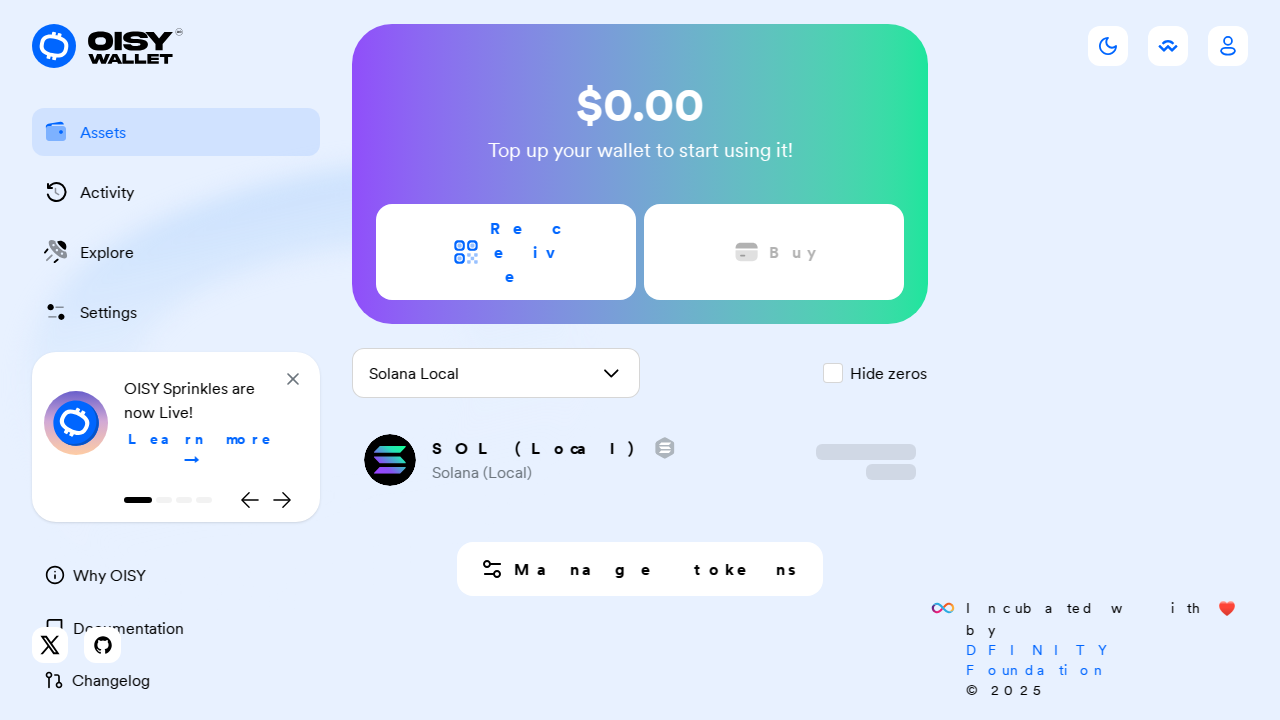 OISY
WALLET
Assets
Activity
Explore
Settings
OISY Sprinkles are
now Live!
Learn more
→
Why OISY
Documentation
Changelog
$0.00
Top up your wallet to start using it!
Receive
Buy
Solana Local
Hide zeros
SOL (Local)
Solana (Local)
Manage tokens
Incubated with ❤️
by
DFINITY
Foundation
© 2025